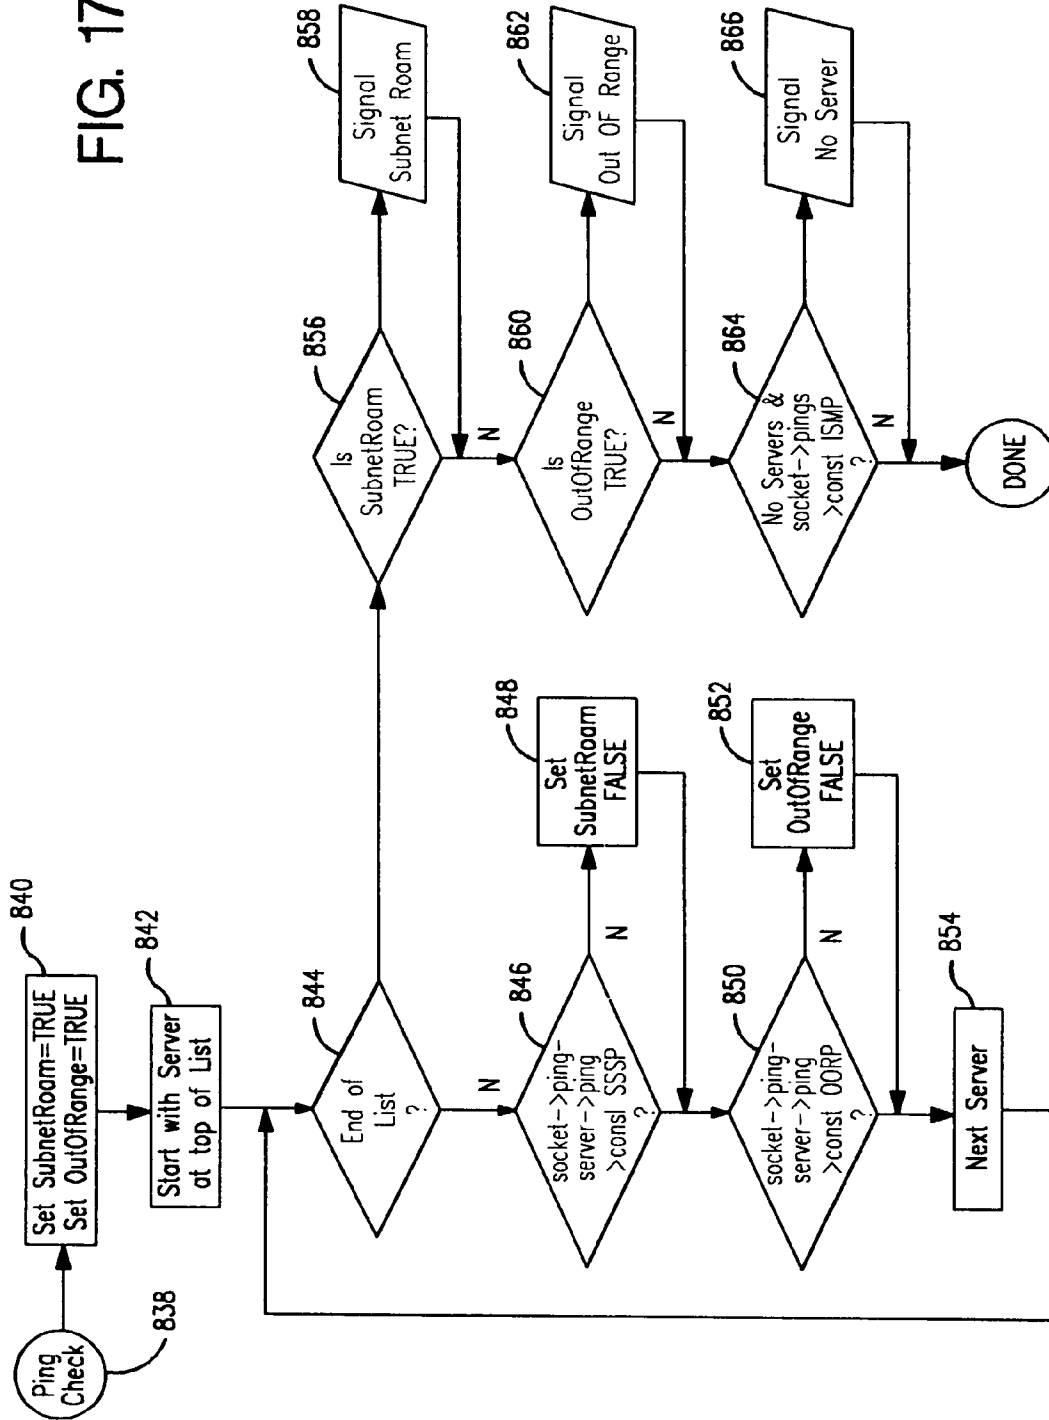 FIG. 17
Ping
Check
838
Set SubnetRoam=TRUE
Set OutOfRange=TRUE
840
Start with Server
at top of List
842
End of
List
?
844
N
socket->ping-
server->ping
>const SSSP
?
846
N
Set
SubnetRoam
FALSE
848
socket->ping-
server->ping
>const OORP
?
850
N
Set
OutOfRange
FALSE
852
Next Server
854
Is
SubnetRoam
TRUE?
856
N
Signal
Subnet Roam
858
Is
OutOfRange
TRUE?
860
N
Signal
Out OF Range
862
No Servers &
socket->pings
>const ISMP
?
864
N
Signal
No Server
866
DONE